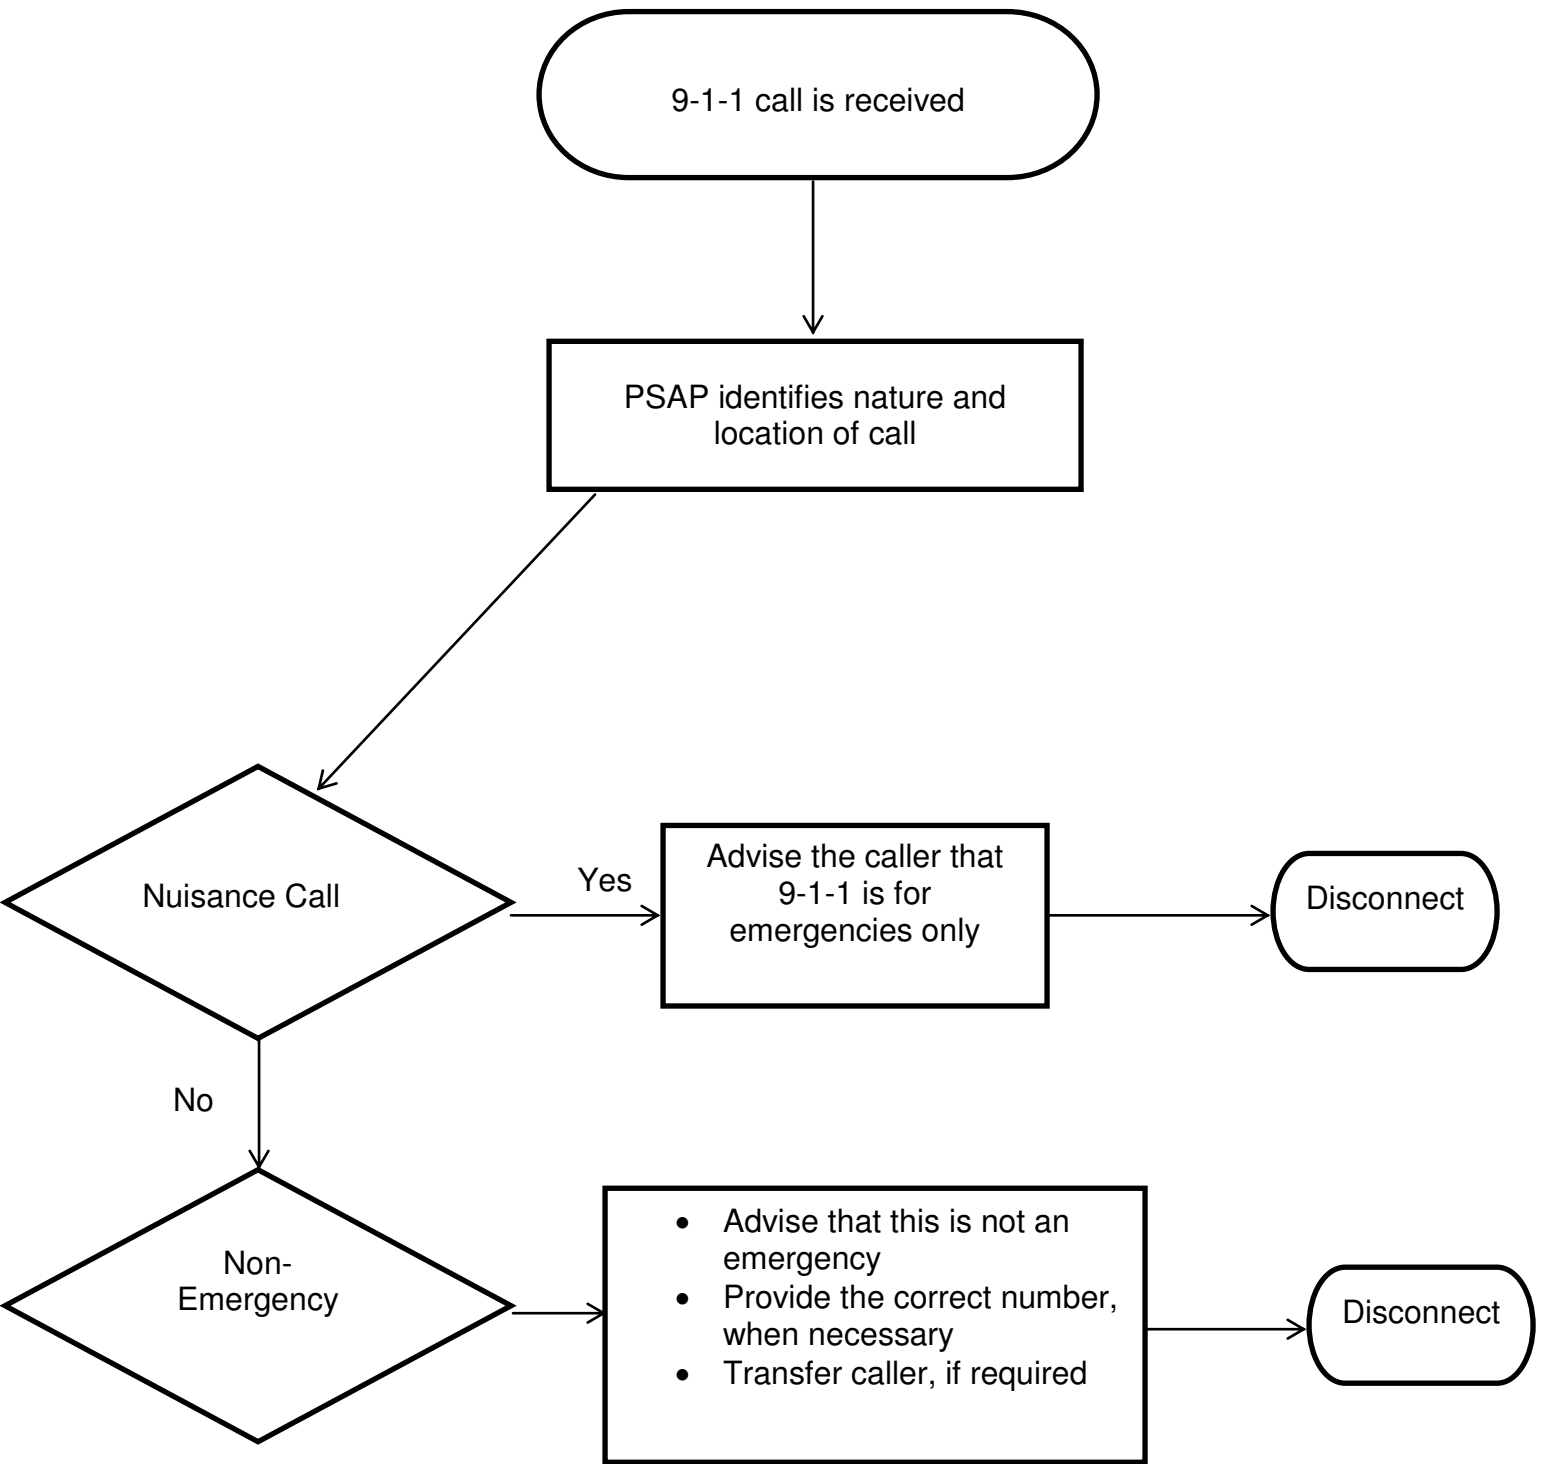 9-1-1 call is received
PSAP identifies nature and
location of call
Nuisance Call
Yes
Advise the caller that
9-1-1 is for
emergencies only
Disconnect
No
Non-
Emergency
• Advise that this is not an
emergency
• Provide the correct number,
when necessary
• Transfer caller, if required
Disconnect